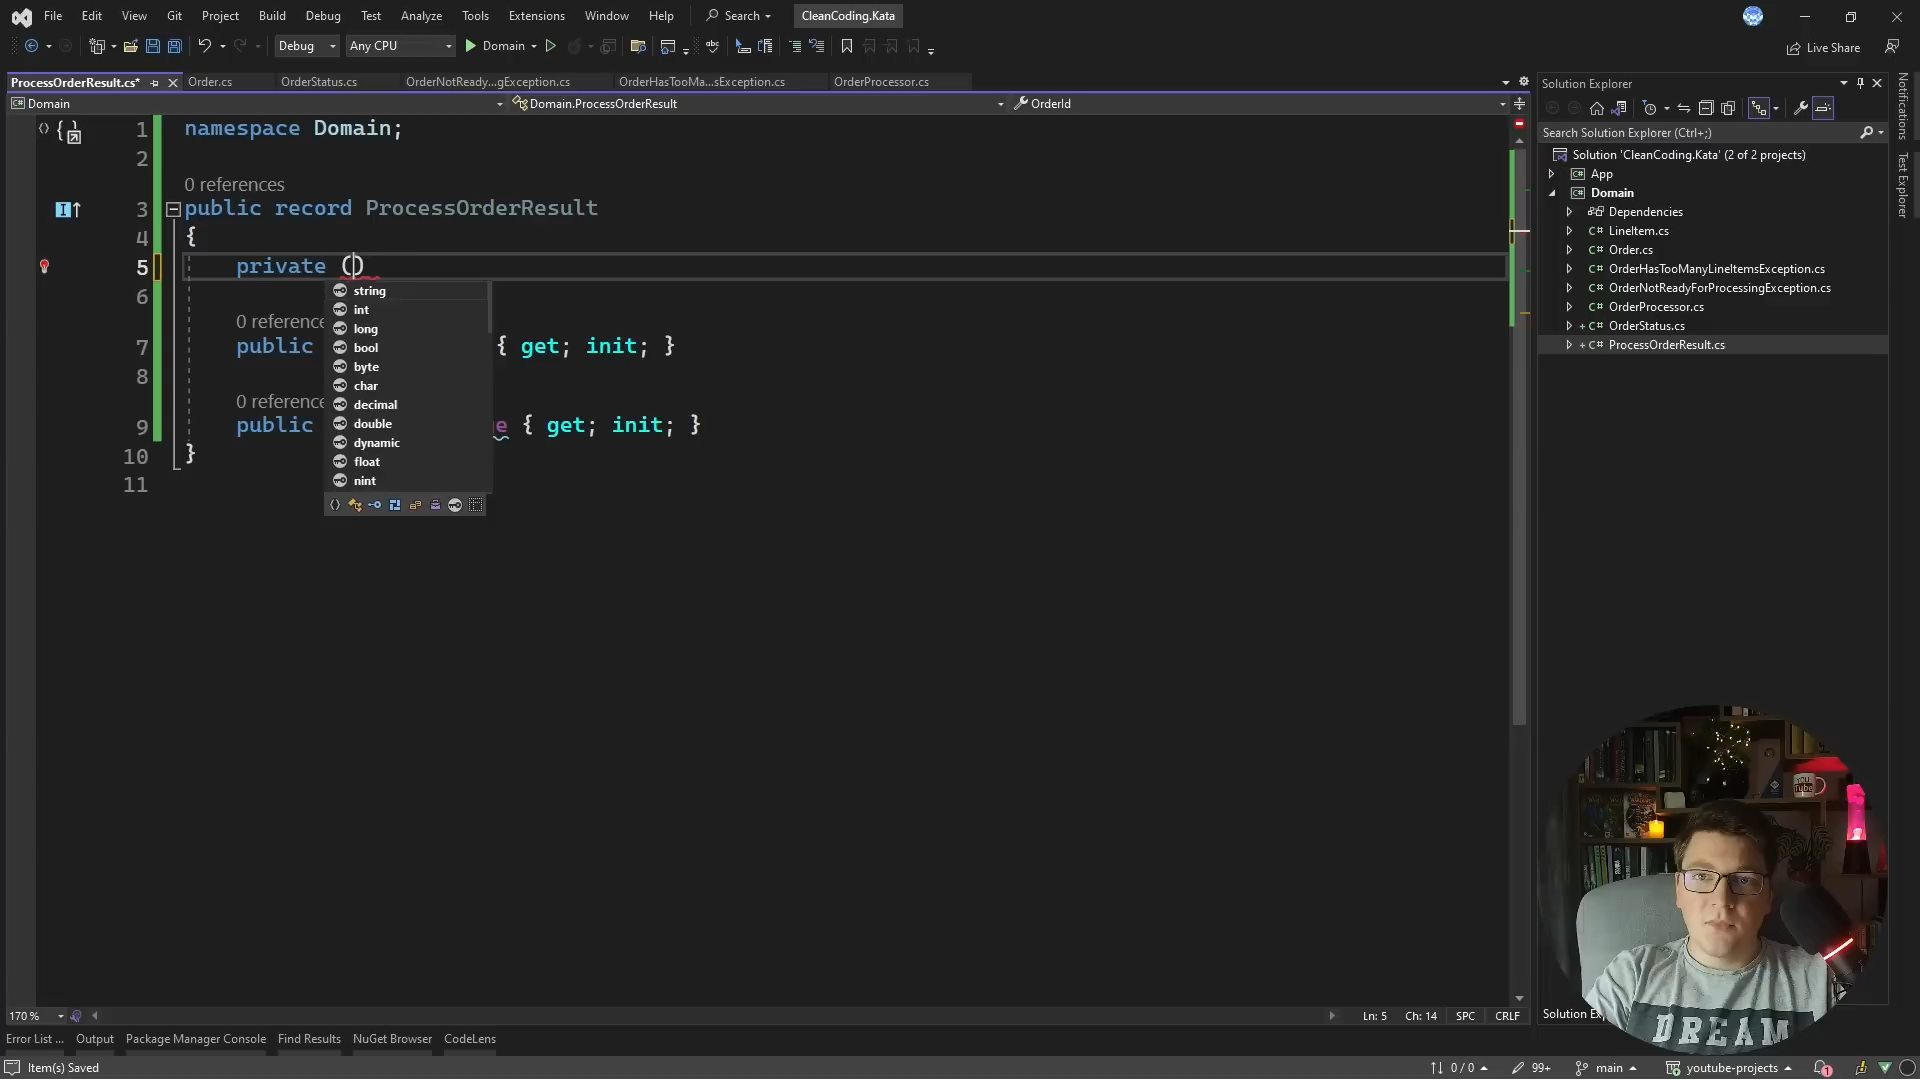 File Edit View Git Project Build Debug Test Analyze Tools Extensions Window Help Search CleanCoding.Kata
Debug Any CPU Domain Live Share
ProcessOrderResult.cs* Order.cs OrderStatus.cs OrderNotReady...gException.cs OrderHasTooMa...sException.cs OrderProcessor.cs
Domain Domain.ProcessOrderResult OrderId
1 namespace Domain;
2
0 references
3 public record ProcessOrderResult
4 {
5 private ()
6
string
int
long
bool
byte
char
decimal
double
dynamic
float
nint
0 reference
7 public { get; init; }
8
0 reference
9 public e { get; init; }
10 }
11
Solution Explorer
Search Solution Explorer (Ctrl+;)
Solution 'CleanCoding.Kata' (2 of 2 projects)
App
Domain
Dependencies
LineItem.cs
Order.cs
OrderHasTooManyLineItemsException.cs
OrderNotReadyForProcessingException.cs
OrderProcessor.cs
OrderStatus.cs
ProcessOrderResult.cs
Notifications
Test Explorer
YOU
DREAM
170 % Ln: 5 Ch: 14 SPC CRLF
Solution Ex
Error List ... Output Package Manager Console Find Results NuGet Browser CodeLens
Item(s) Saved 0 / 0 99+ main youtube-projects 1